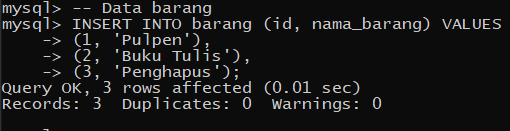 mysql> -- Data barang
mysql> INSERT INTO barang (id, nama_barang) VALUES
    -> (1, 'Pulpen'),
    -> (2, 'Buku Tulis'),
    -> (3, 'Penghapus');
Query OK, 3 rows affected (0.01 sec)
Records: 3  Duplicates: 0  Warnings: 0